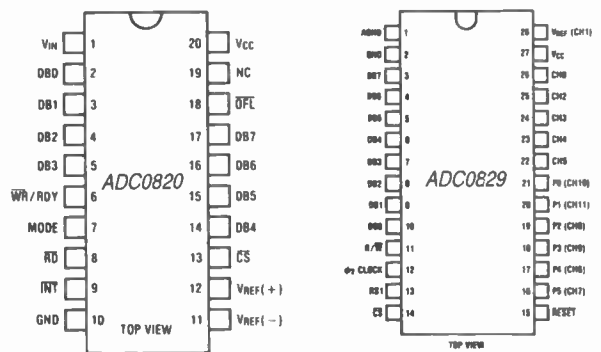 VIN 1 20 VCC
DB0 2 19 NC
DB1 3 18 OFL
DB2 4 17 DB7
DB3 5 16 DB6
ADC0820
WR/RDY 6 15 DB5
MODE 7 14 DB4
RD 8 13 CS
INT 9 12 VREF(+)
GND 10 11 VREF(−)
TOP VIEW
AGND 1 28 VREF (CH1)
GND 2 27 VCC
DB7 3 26 CH0
DB6 4 25 CH2
DB5 5 24 CH3
DB4 6 23 CH4
DB3 7 22 CH5
ADC0829
DB2 8 21 P0 (CH10)
DB1 9 20 P1 (CH11)
DB0 10 19 P2 (CH8)
R/W 11 18 P3 (CH9)
φ2 CLOCK 12 17 P4 (CH6)
RS1 13 16 P5 (CH7)
CS 14 15 RESET
TOP VIEW